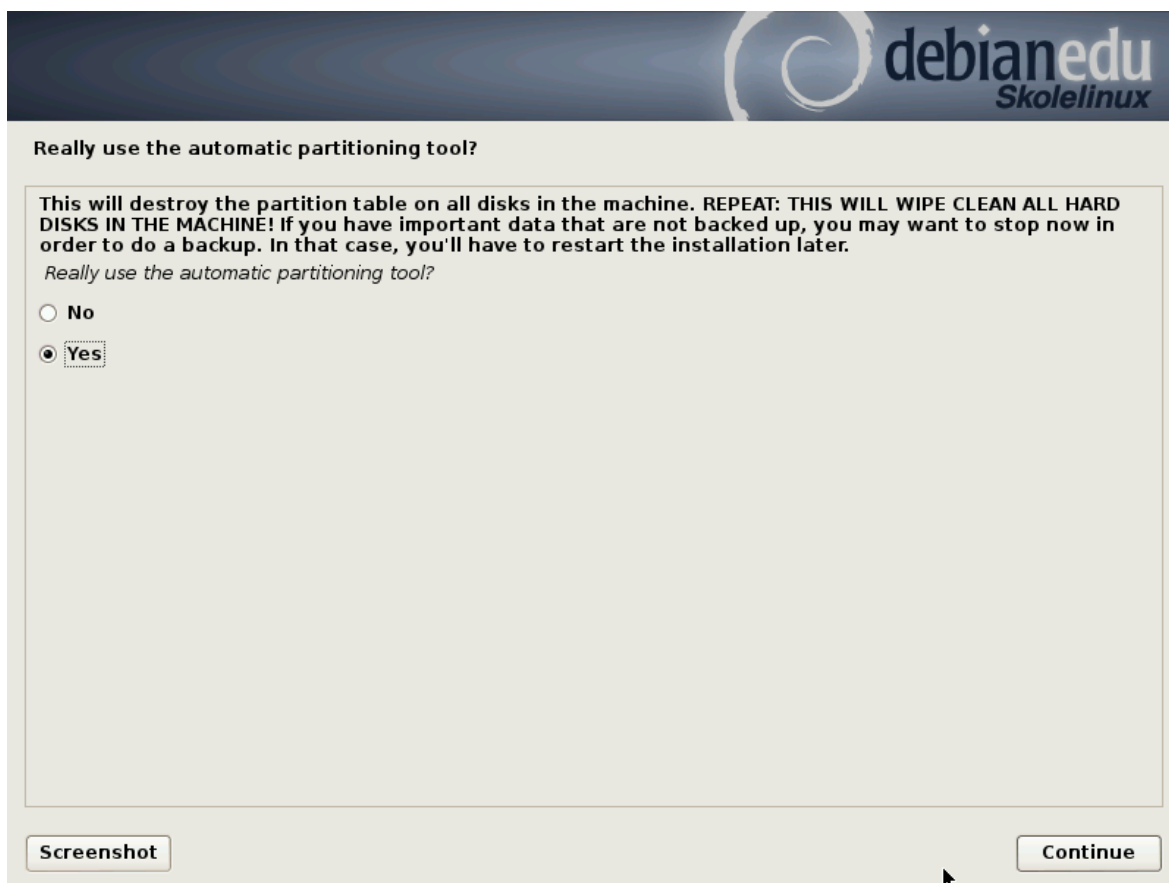 debianedu
Skolelinux
Really use the automatic partitioning tool?
This will destroy the partition table on all disks in the machine. REPEAT: THIS WILL WIPE CLEAN ALL HARD
DISKS IN THE MACHINE! If you have important data that are not backed up, you may want to stop now in
order to do a backup. In that case, you'll have to restart the installation later.
Really use the automatic partitioning tool?
No
Yes
Screenshot
Continue